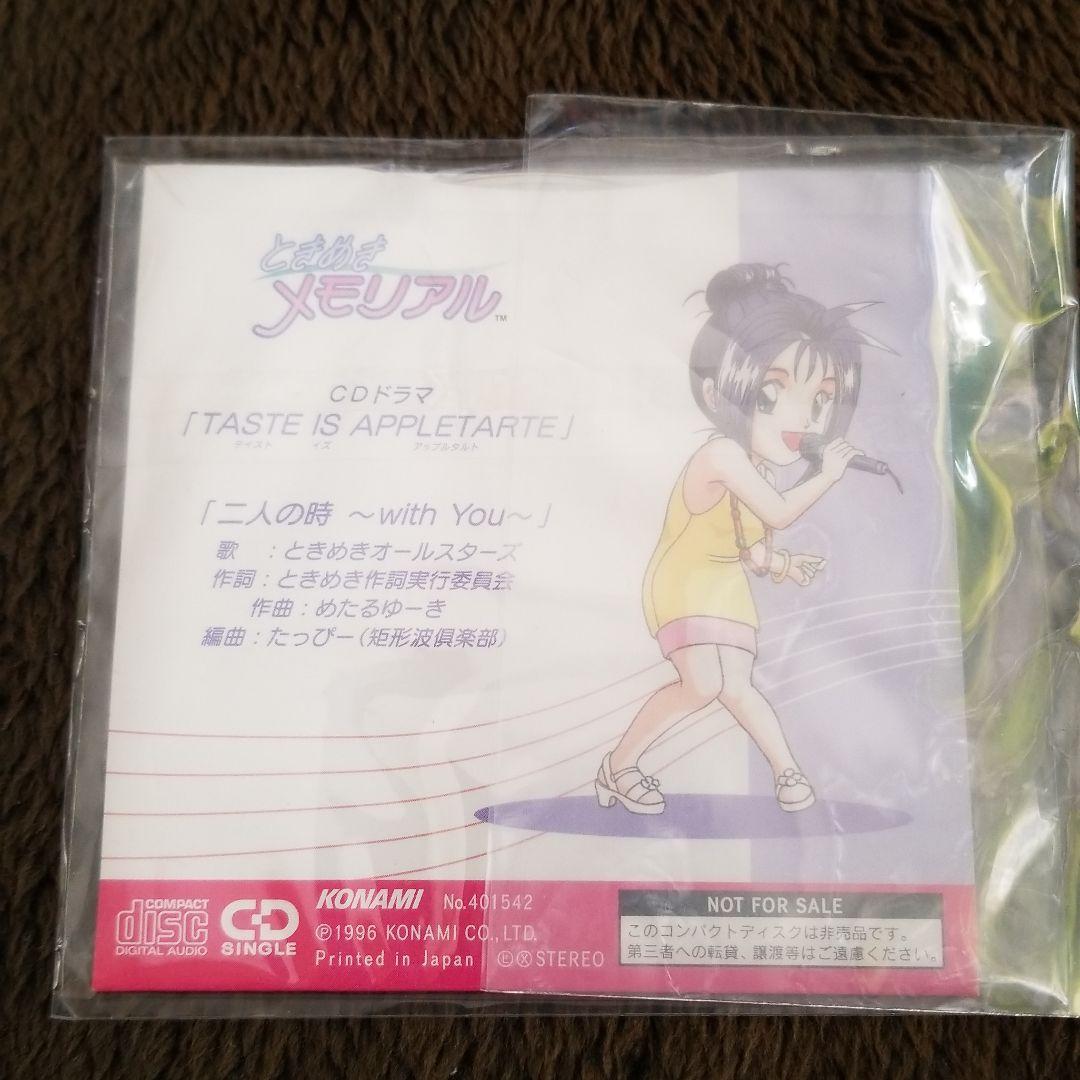 ときめき
メモリアル™
CDドラマ
「TASTE IS APPLETARTE」
テイスト イズ アップルタルト
「二人の時 ～with You～」
歌 : ときめきオールスターズ
作詞 : ときめき作詞実行委員会
作曲 : めたるゆーき
編曲 : たっぴー(矩形波倶楽部)
COMPACT
disc
DIGITAL AUDIO
CD
SINGLE
KONAMI No.401542
Ⓟ1996 KONAMI CO., LTD.
Printed in Japan ⒺⓍSTEREO
NOT FOR SALE
このコンパクトディスクは非売品です。
第三者への転貸、譲渡等はご遠慮ください。